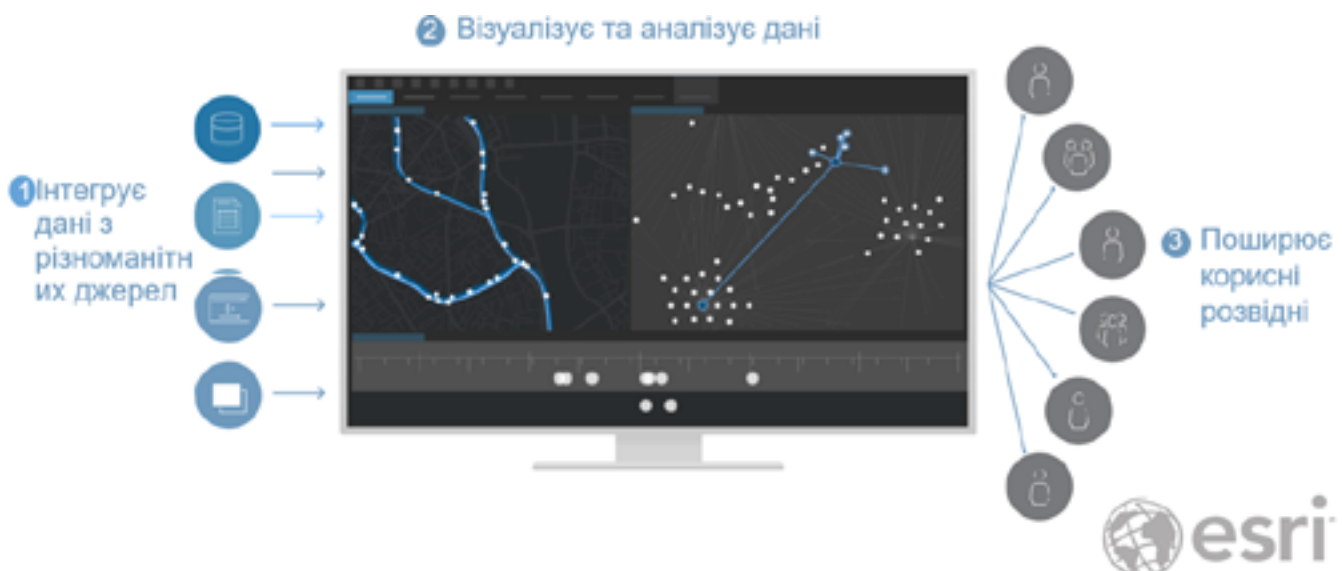 2 Візуалізує та аналізує дані
1 Інтегрує
дані з
різноманітн
их джерел
3 Поширює
корисні
розвідні
esri